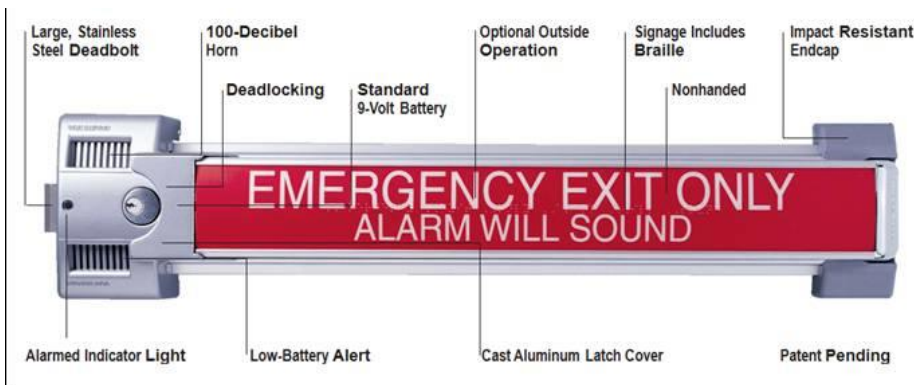 Large, Stainless
Steel Deadbolt
100-Decibel
Horn
Optional Outside
Operation
Signage Includes
Braille
Impact Resistant
Endcap
Deadlocking
Standard
9-Volt Battery
Nonhanded
EMERGENCY EXIT ONLY
ALARM WILL SOUND
Alarmed Indicator Light
Low-Battery Alert
Cast Aluminum Latch Cover
Patent Pending